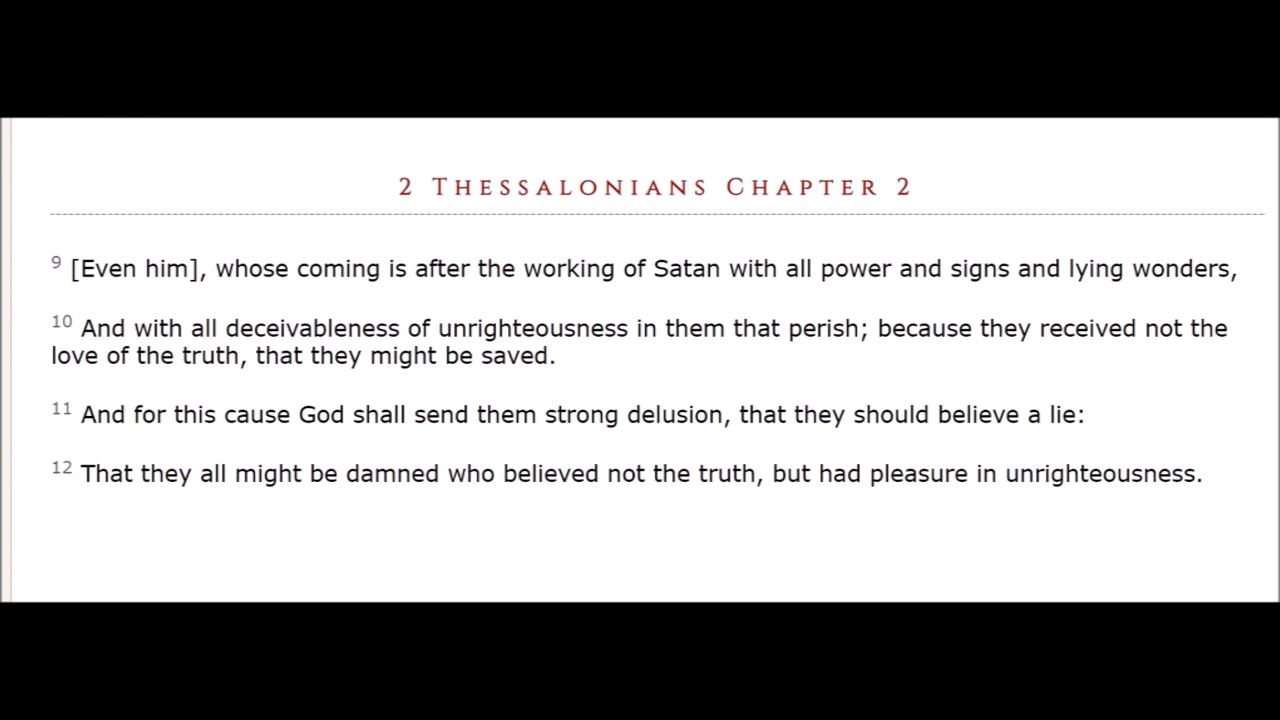 2 Thessalonians Chapter 2
9 [Even him], whose coming is after the working of Satan with all power and signs and lying wonders,
10 And with all deceivableness of unrighteousness in them that perish; because they received not the
love of the truth, that they might be saved.
11 And for this cause God shall send them strong delusion, that they should believe a lie:
12 That they all might be damned who believed not the truth, but had pleasure in unrighteousness.